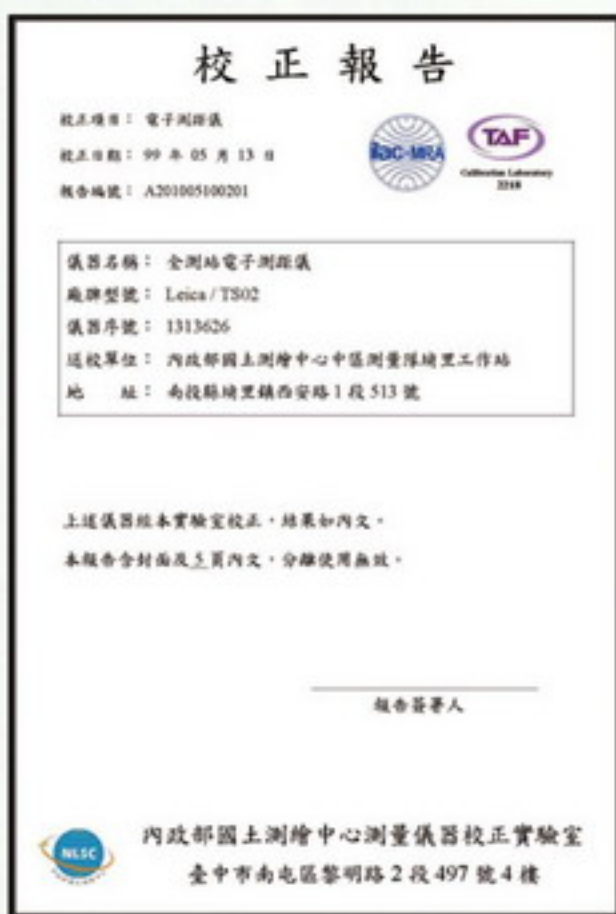 校正報告
校正項目： 電子測距儀
校正日期： 99 年 05 月 13 日
報告編號： A201005100201
ilac-MRA
TAF
Calibration Laboratory
2218
儀器名稱： 全測站電子測距儀
廠牌型號： Leica / TS02
儀器序號： 1313626
送校單位： 內政部國土測繪中心中區測量隊埔里工作站
地　　址： 南投縣埔里鎮西安路 1 段 513 號
上述儀器經本實驗室校正，結果如內文。
本報告含封面及 5 頁內文，分離使用無效。
報告簽署人
NLSC
內政部國土測繪中心測量儀器校正實驗室
臺中市南屯區黎明路 2 段 497 號 4 樓